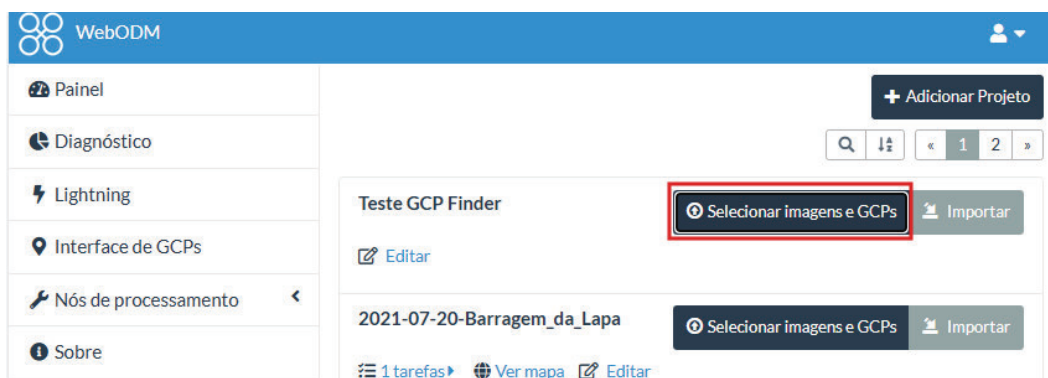 WebODM
Painel
Adicionar Projeto
Diagnóstico
« 1 2 »
Lightning
Teste GCP Finder
Selecionar imagens e GCPs
Importar
Interface de GCPs
Editar
Nós de processamento
2021-07-20-Barragem_da_Lapa
Selecionar imagens e GCPs
Importar
Sobre
1 tarefas Ver mapa Editar